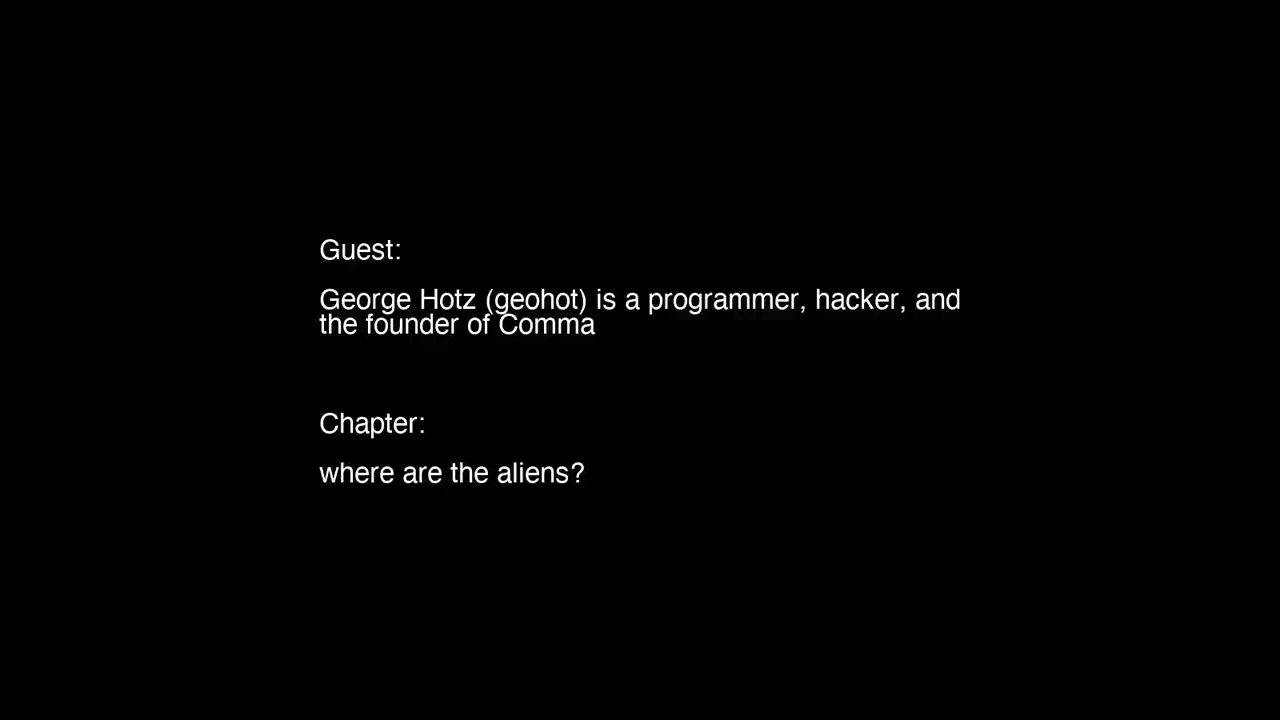 Guest:
George Hotz (geohot) is a programmer, hacker, and
the founder of Comma
Chapter:
where are the aliens?